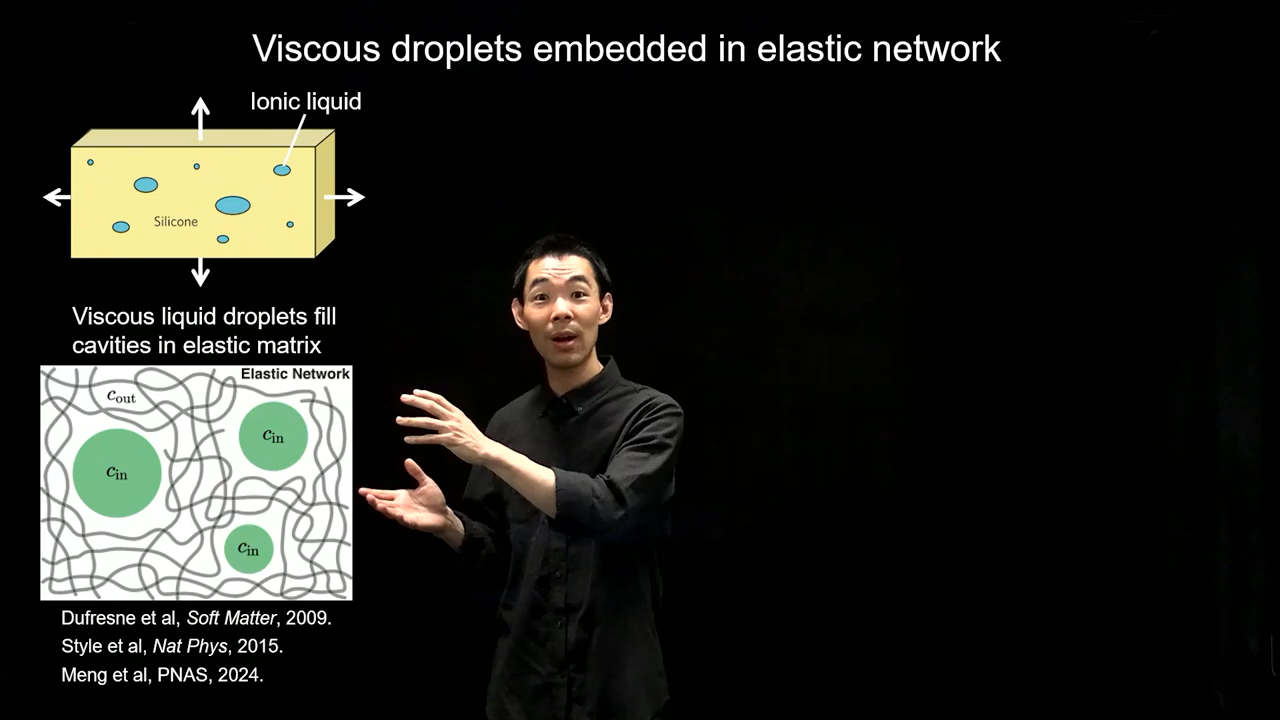 Viscous droplets embedded in elastic network
Ionic liquid
Silicone
Viscous liquid droplets fill
cavities in elastic matrix
Elastic Network
c_out
c_in
c_in
c_in
Dufresne et al, Soft Matter, 2009.
Style et al, Nat Phys, 2015.
Meng et al, PNAS, 2024.